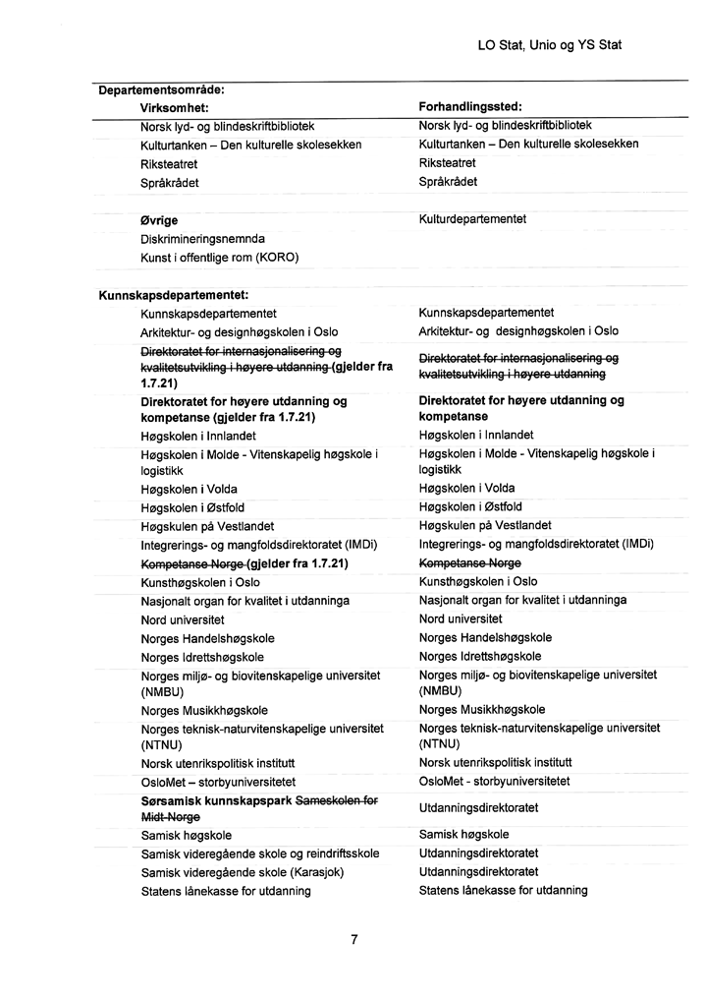 LO Stat, Unio og YS Stat
Departementsområde:
Virksomhet: Forhandlingssted:
Norsk lyd- og blindeskriftbibliotek Norsk lyd- og blindeskriftbibliotek
Kulturtanken – Den kulturelle skolesekken Kulturtanken – Den kulturelle skolesekken
Riksteatret Riksteatret
Språkrådet Språkrådet
Øvrige Kulturdepartementet
Diskrimineringsnemnda
Kunst i offentlige rom (KORO)
Kunnskapsdepartementet:
Kunnskapsdepartementet Kunnskapsdepartementet
Arkitektur- og designhøgskolen i Oslo Arkitektur- og designhøgskolen i Oslo
Direktoratet for internasjonalisering og
kvalitetsutvikling i høyere utdanning (gjelder fra
1.7.21)
Direktoratet for internasjonalisering og
kvalitetsutvikling i høyere utdanning
Direktoratet for høyere utdanning og
kompetanse (gjelder fra 1.7.21)
Direktoratet for høyere utdanning og
kompetanse
Høgskolen i Innlandet Høgskolen i Innlandet
Høgskolen i Molde - Vitenskapelig høgskole i
logistikk
Høgskolen i Molde - Vitenskapelig høgskole i
logistikk
Høgskolen i Volda Høgskolen i Volda
Høgskolen i Østfold Høgskolen i Østfold
Høgskulen på Vestlandet Høgskulen på Vestlandet
Integrerings- og mangfoldsdirektoratet (IMDi) Integrerings- og mangfoldsdirektoratet (IMDi)
Kompetanse Norge (gjelder fra 1.7.21) Kompetanse Norge
Kunsthøgskolen i Oslo Kunsthøgskolen i Oslo
Nasjonalt organ for kvalitet i utdanninga Nasjonalt organ for kvalitet i utdanninga
Nord universitet Nord universitet
Norges Handelshøgskole Norges Handelshøgskole
Norges Idrettshøgskole Norges Idrettshøgskole
Norges miljø- og biovitenskapelige universitet
(NMBU)
Norges miljø- og biovitenskapelige universitet
(NMBU)
Norges Musikkhøgskole Norges Musikkhøgskole
Norges teknisk-naturvitenskapelige universitet
(NTNU)
Norges teknisk-naturvitenskapelige universitet
(NTNU)
Norsk utenrikspolitisk institutt Norsk utenrikspolitisk institutt
OsloMet – storbyuniversitetet OsloMet - storbyuniversitetet
Sørsamisk kunnskapspark Sameskolen for
Midt-Norge
Utdanningsdirektoratet
Samisk høgskole Samisk høgskole
Samisk videregående skole og reindriftsskole Utdanningsdirektoratet
Samisk videregående skole (Karasjok) Utdanningsdirektoratet
Statens lånekasse for utdanning Statens lånekasse for utdanning
7